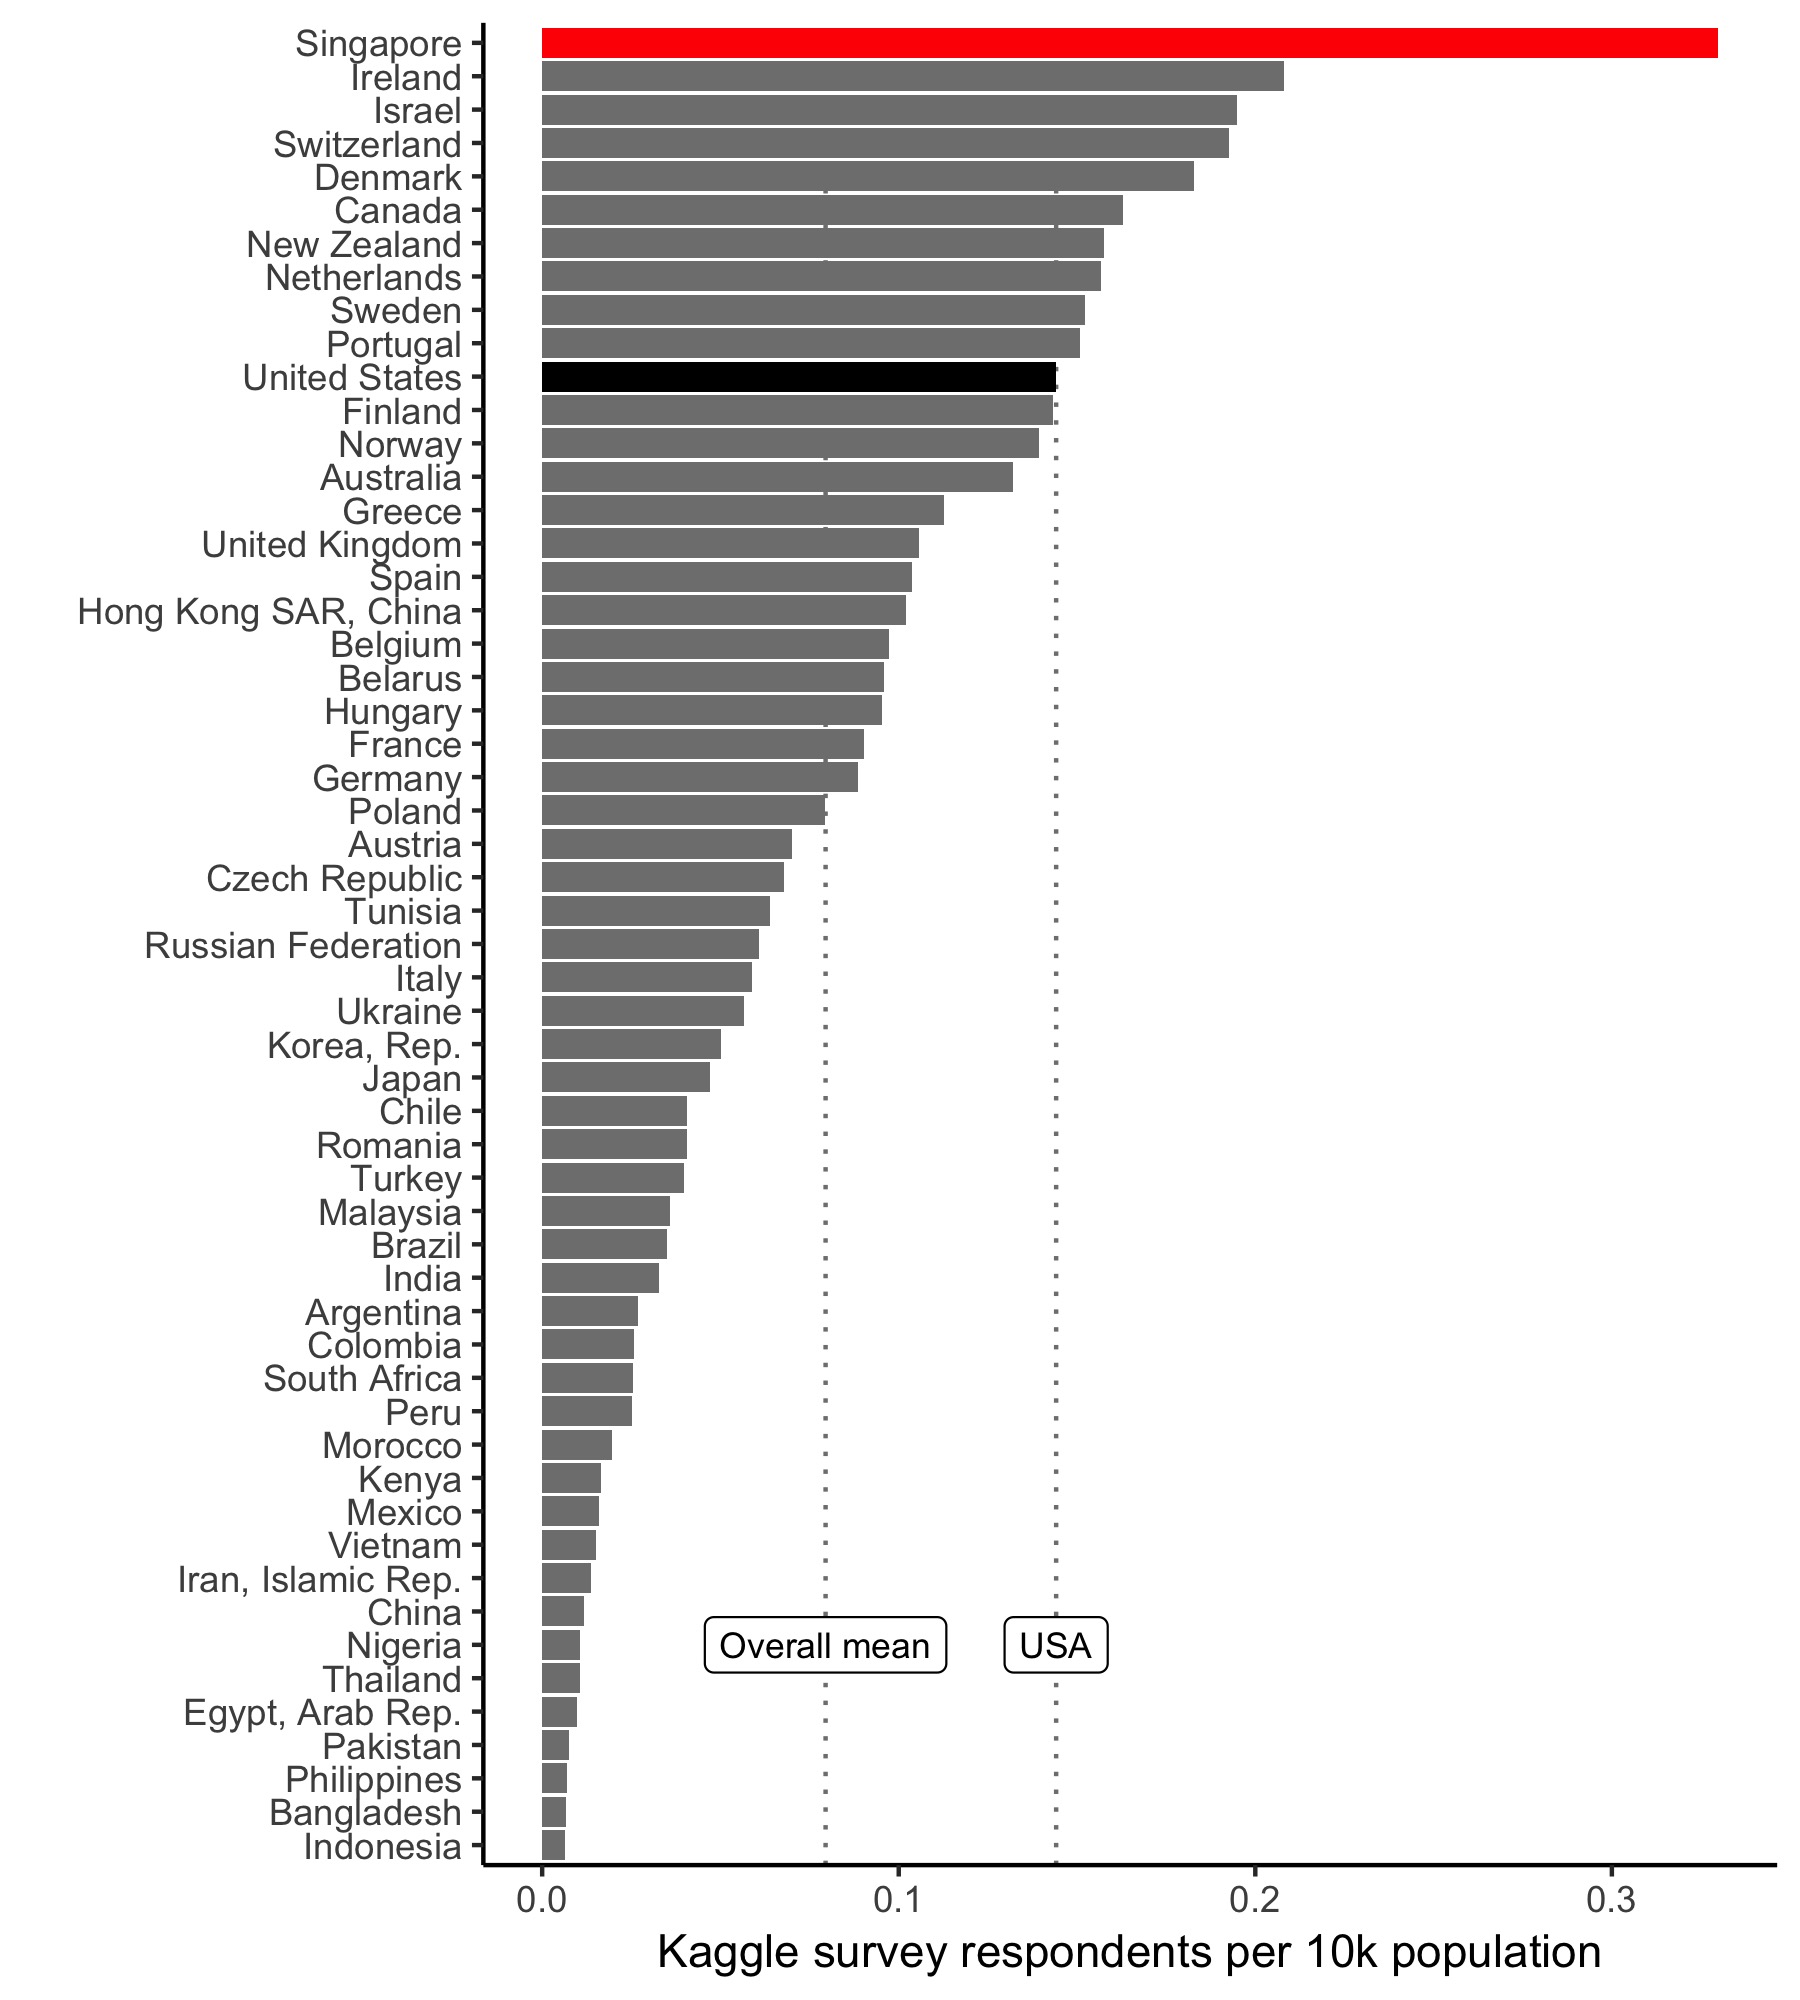 Singapore
Ireland
Israel
Switzerland
Denmark
Canada
New Zealand
Netherlands
Sweden
Portugal
United States
Finland
Norway
Australia
Greece
United Kingdom
Spain
Hong Kong SAR, China
Belgium
Belarus
Hungary
France
Germany
Poland
Austria
Czech Republic
Tunisia
Russian Federation
Italy
Ukraine
Korea, Rep.
Japan
Chile
Romania
Turkey
Malaysia
Brazil
India
Argentina
Colombia
South Africa
Peru
Morocco
Kenya
Mexico
Vietnam
Iran, Islamic Rep.
China
Nigeria
Thailand
Egypt, Arab Rep.
Pakistan
Philippines
Bangladesh
Indonesia
Overall mean
USA
0.0 0.1 0.2 0.3
Kaggle survey respondents per 10k population